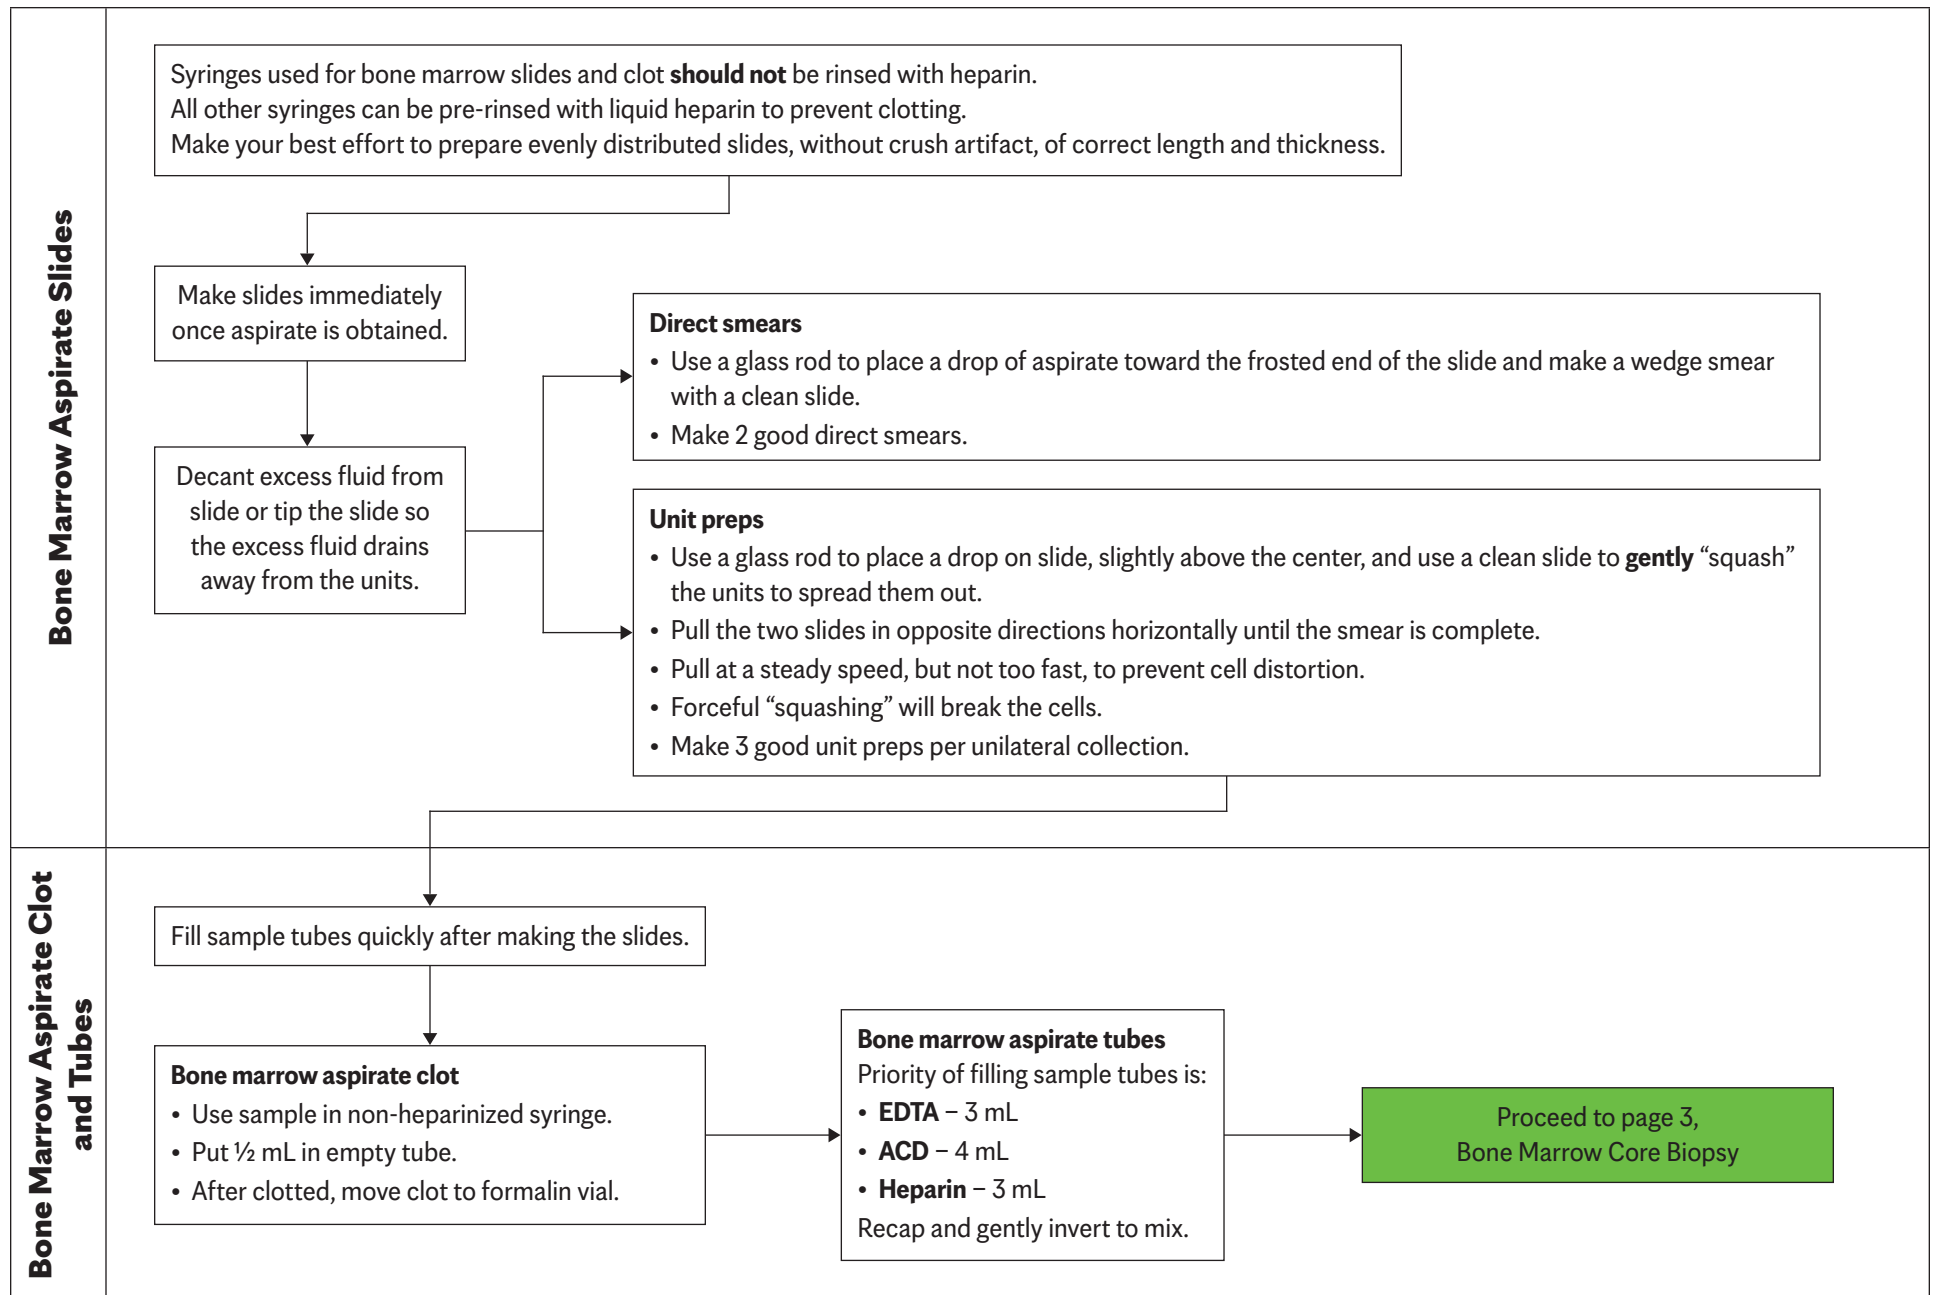 Bone Marrow Aspirate Slides
Syringes used for bone marrow slides and clot should not be rinsed with heparin.
All other syringes can be pre-rinsed with liquid heparin to prevent clotting.
Make your best effort to prepare evenly distributed slides, without crush artifact, of correct length and thickness.
Make slides immediately
once aspirate is obtained.
Decant excess fluid from
slide or tip the slide so
the excess fluid drains
away from the units.
Direct smears
• Use a glass rod to place a drop of aspirate toward the frosted end of the slide and make a wedge smear
with a clean slide.
• Make 2 good direct smears.
Unit preps
• Use a glass rod to place a drop on slide, slightly above the center, and use a clean slide to gently “squash”
the units to spread them out.
• Pull the two slides in opposite directions horizontally until the smear is complete.
• Pull at a steady speed, but not too fast, to prevent cell distortion.
• Forceful “squashing” will break the cells.
• Make 3 good unit preps per unilateral collection.
Bone Marrow Aspirate Clot
and Tubes
Fill sample tubes quickly after making the slides.
Bone marrow aspirate clot
• Use sample in non-heparinized syringe.
• Put ½ mL in empty tube.
• After clotted, move clot to formalin vial.
Bone marrow aspirate tubes
Priority of filling sample tubes is:
• EDTA – 3 mL
• ACD – 4 mL
• Heparin – 3 mL
Recap and gently invert to mix.
Proceed to page 3,
Bone Marrow Core Biopsy